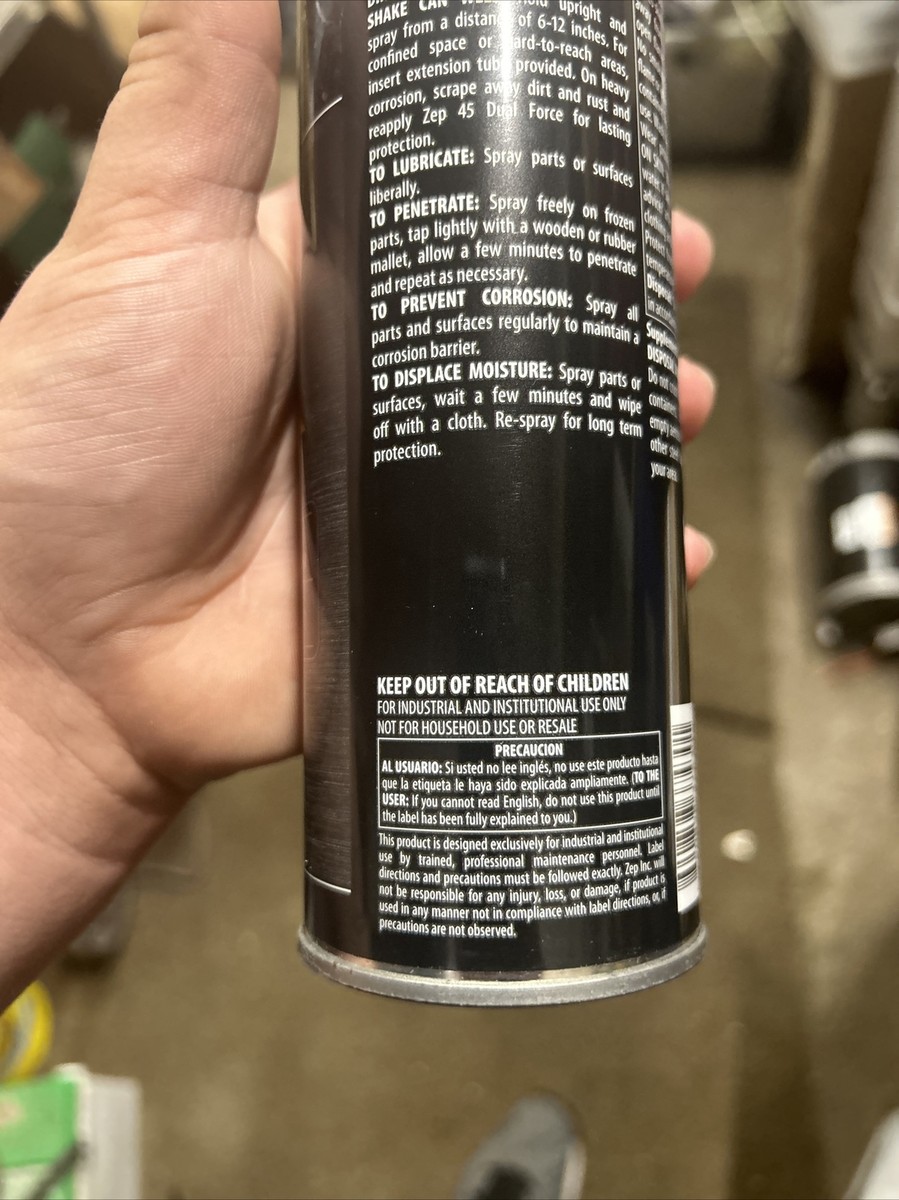 SHAKE CAN upright and
spray from a distance of 6-12 inches. For
confined space or hard-to-reach areas,
insert extension tube provided. On heavy
corrosion, scrape away dirt and rust and
reapply Zep 45 Dual Force for lasting
protection.
TO LUBRICATE: Spray parts or surfaces
liberally.
TO PENETRATE: Spray freely on frozen
parts, tap lightly with a wooden or rubber
mallet, allow a few minutes to penetrate
and repeat as necessary.
TO PREVENT CORROSION: Spray all
parts and surfaces regularly to maintain a
corrosion barrier.
TO DISPLACE MOISTURE: Spray parts or
surfaces, wait a few minutes and wipe
off with a cloth. Re-spray for long term
protection.
KEEP OUT OF REACH OF CHILDREN
FOR INDUSTRIAL AND INSTITUTIONAL USE ONLY
NOT FOR HOUSEHOLD USE OR RESALE
PRECAUCION
AL USUARIO: Si usted no lee inglés, no use este producto hasta
que la etiqueta le haya sido explicada ampliamente. (TO THE
USER: If you cannot read English, do not use this product until
the label has been fully explained to you.)
This product is designed exclusively for industrial and institutional
use by trained, professional maintenance personnel. Label
directions and precautions must be followed exactly. Zep Inc. will
not be responsible for any injury, loss, or damage, if product is
used in any manner not in compliance with label directions, or, if
precautions are not observed.
Do not
empty
other
your area